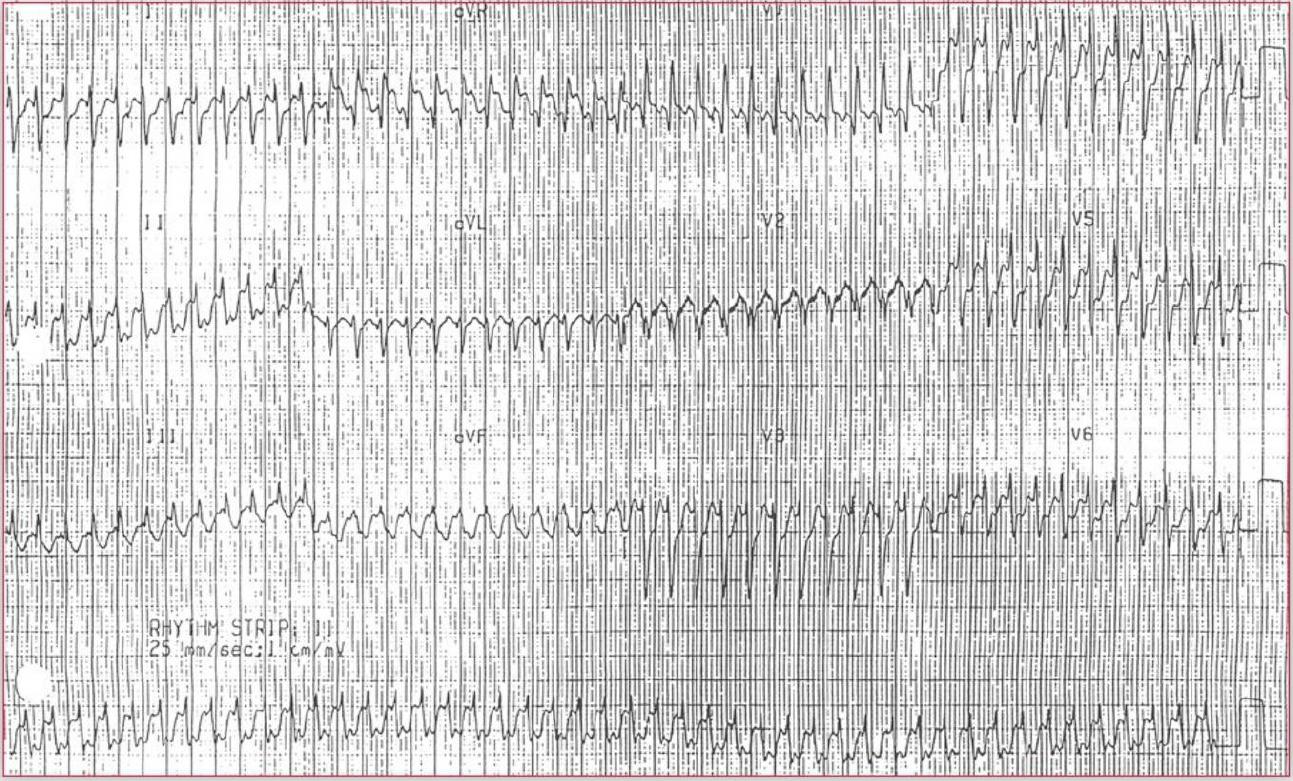 I aVR V1
II aVL V2 V5
III aVF V3 V6
RHYTHM STRIP: II
25 mm/sec;1 cm/mV